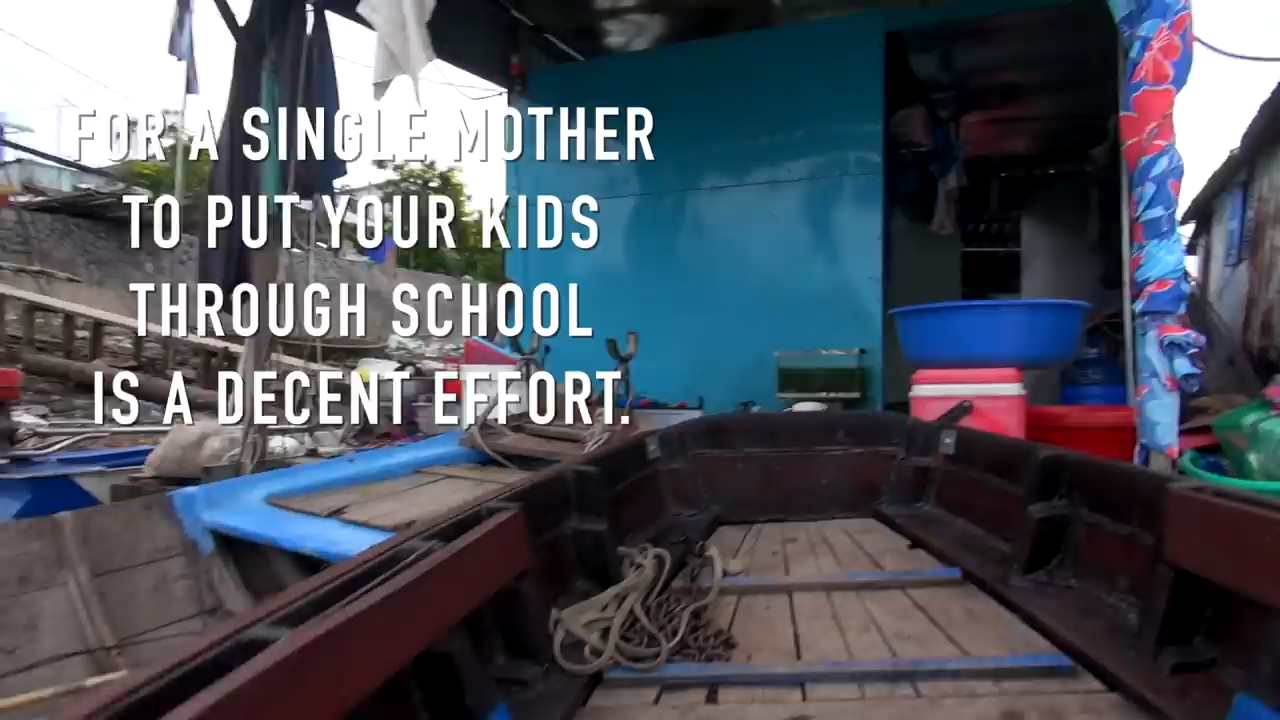 FOR A SINGLE MOTHER
TO PUT YOUR KIDS
THROUGH SCHOOL
IS A DECENT EFFORT.